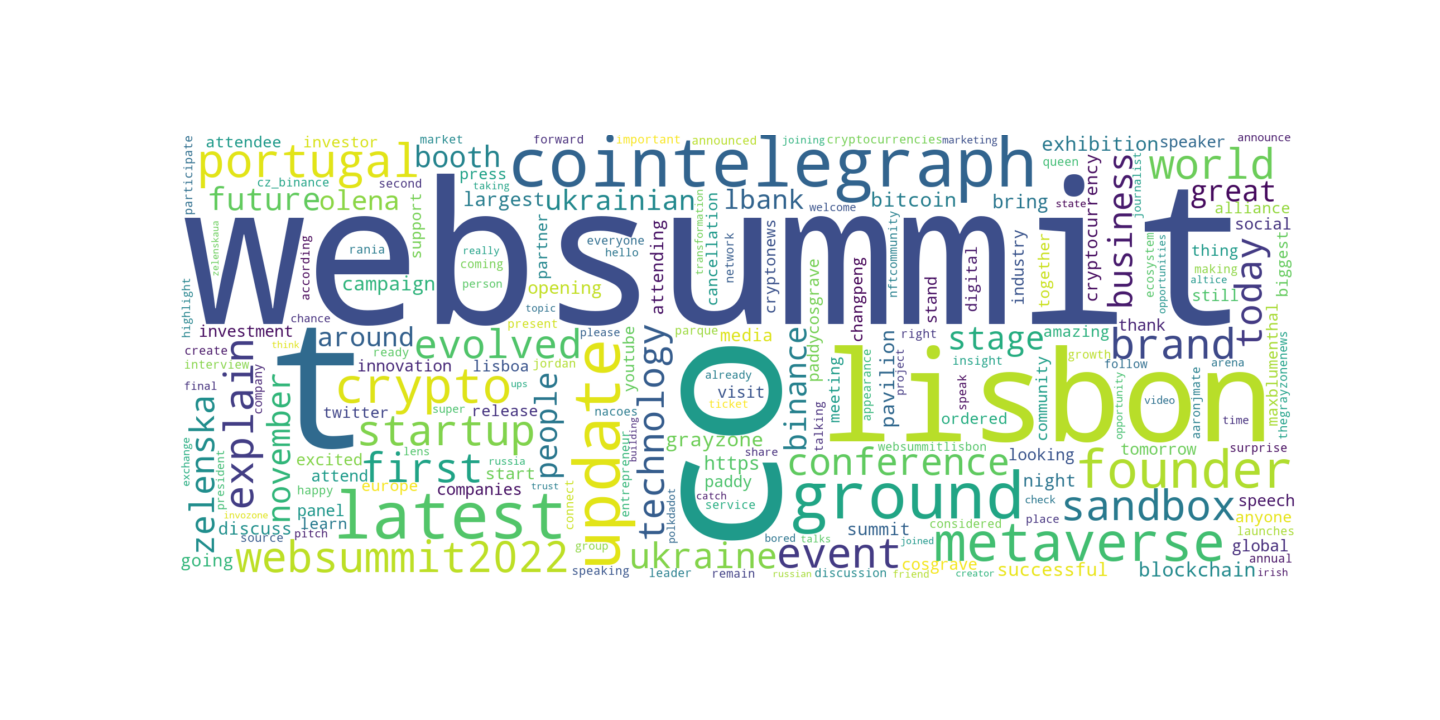 websummit
t
co
lisbon
cointelegraph
portugal
booth
world
future
olena
ukrainian
lbank
bitcoin
bring
great
exhibition
speaker
announce
queen
attendee
investor
market
forward
important
announced
joining
cryptocurrencies
marketing
participate
cz_binance
second
press
taking
largest
support
cryptocurrency
state
business
journalist
alliance
social
thing
making
altice
still
biggest
today
zelenskaua
rania
according
campaign
really
coming
person
partner
everyone
hello
opening
topic
attending
transformation
cancellation
network
welcome
cryptonews
paddycosgrave
changpeng
nftcommunity
stand
digital
industry
together
ecosystem
opportunities
highlight
investment
chance
around
evolved
present
please
parque
media
create
think
interview
final
company
explain
innovation
ready
lisboa
jordan
crypto
ups
twitter
super
release
startup
people
update
youtube
nacoes
technology
building
entrepreneur
already
visit
ticket
binance
talking
meeting
appearance
pavillion
right
project
stage
insight
speak
ordered
community
amazing
growth
thank
brand
follow
arena
opportunity
video
aaronjmate
time
maxblumenthal
thegrayzonenews
zelenska
november
excited
attend
first
lens
russia
start
companies
trust
grayzone
share
https
paddy
catch
service
polkdadot
websummitlisbon
conference
looking
tomorrow
surprise
founder
exchange
president
happy
europe
invozone
panel
learn
discuss
source
pitch
latest
connect
ground
night
check
sandbox
speech
anyone
launches
place
considered
summit
bored
talks
joined
metaverse
global
annual
irish
going
websummit2022
group
ukraine
event
cosgrave
speaking
leader
remain
russian
discussion
friend
creator
successful
blockchain